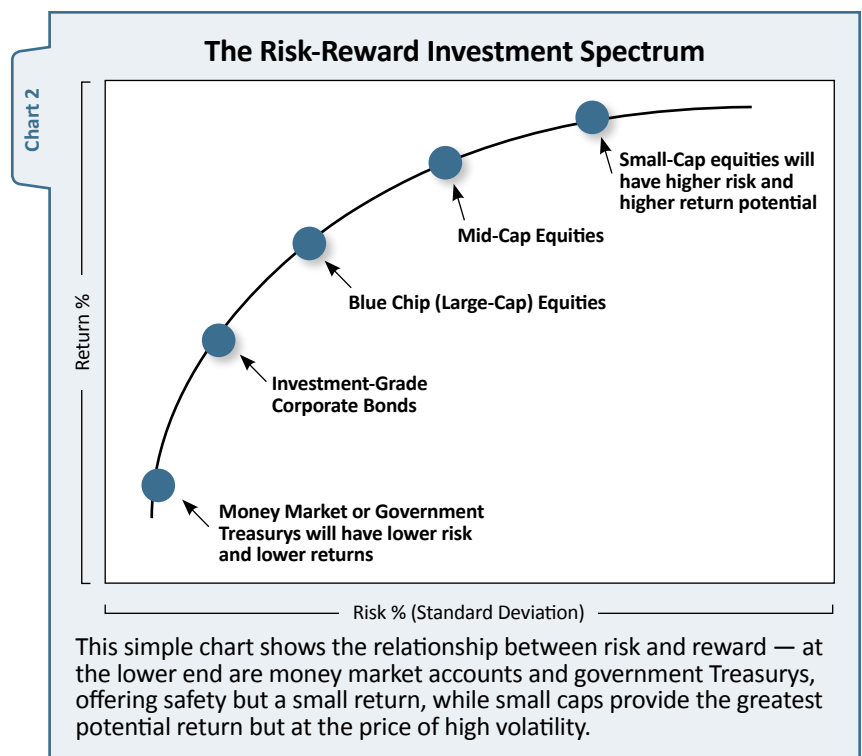 Chart 2
The Risk-Reward Investment Spectrum
Small-Cap equities will
have higher risk and
higher return potential
Mid-Cap Equities
Blue Chip (Large-Cap) Equities
Return %
Investment-Grade
Corporate Bonds
Money Market or Government
Treasurys will have lower risk
and lower returns
Risk % (Standard Deviation)
This simple chart shows the relationship between risk and reward — at
the lower end are money market accounts and government Treasurys,
offering safety but a small return, while small caps provide the greatest
potential return but at the price of high volatility.